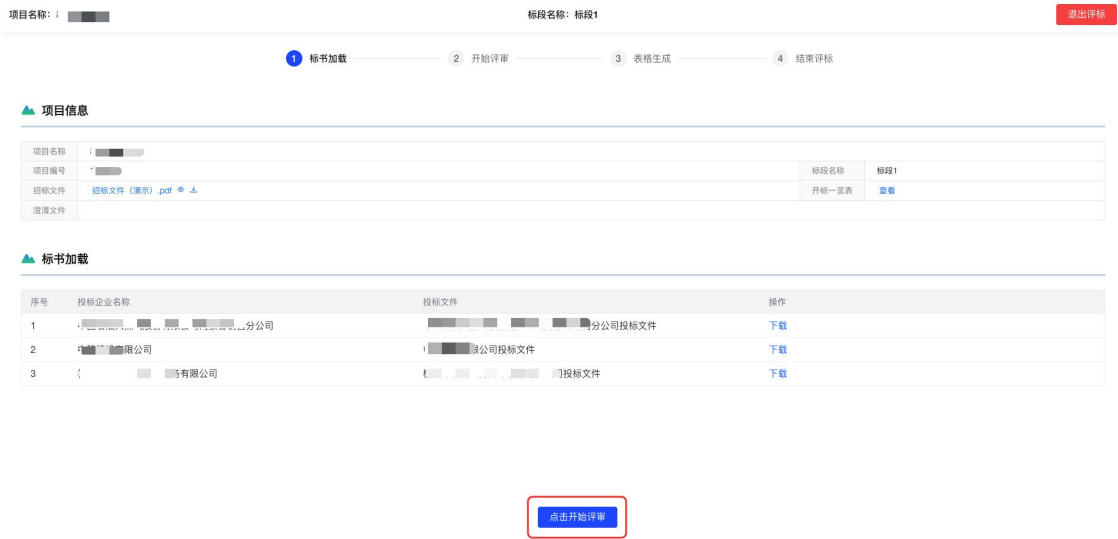 项目名称：
标段名称：标段1
退出评标
1 标书加载
2 开始评审
3 表格生成
4 结束评标
项目信息
项目名称
项目编号 标段名称 标段1
招标文件 招标文件（演示）.pdf 开标一览表 查看
澄清文件
标书加载
序号 投标企业名称 投标文件 操作
1 分公司 分公司投标文件 下载
2 限公司 限公司投标文件 下载
3 有限公司 司投标文件 下载
点击开始评审